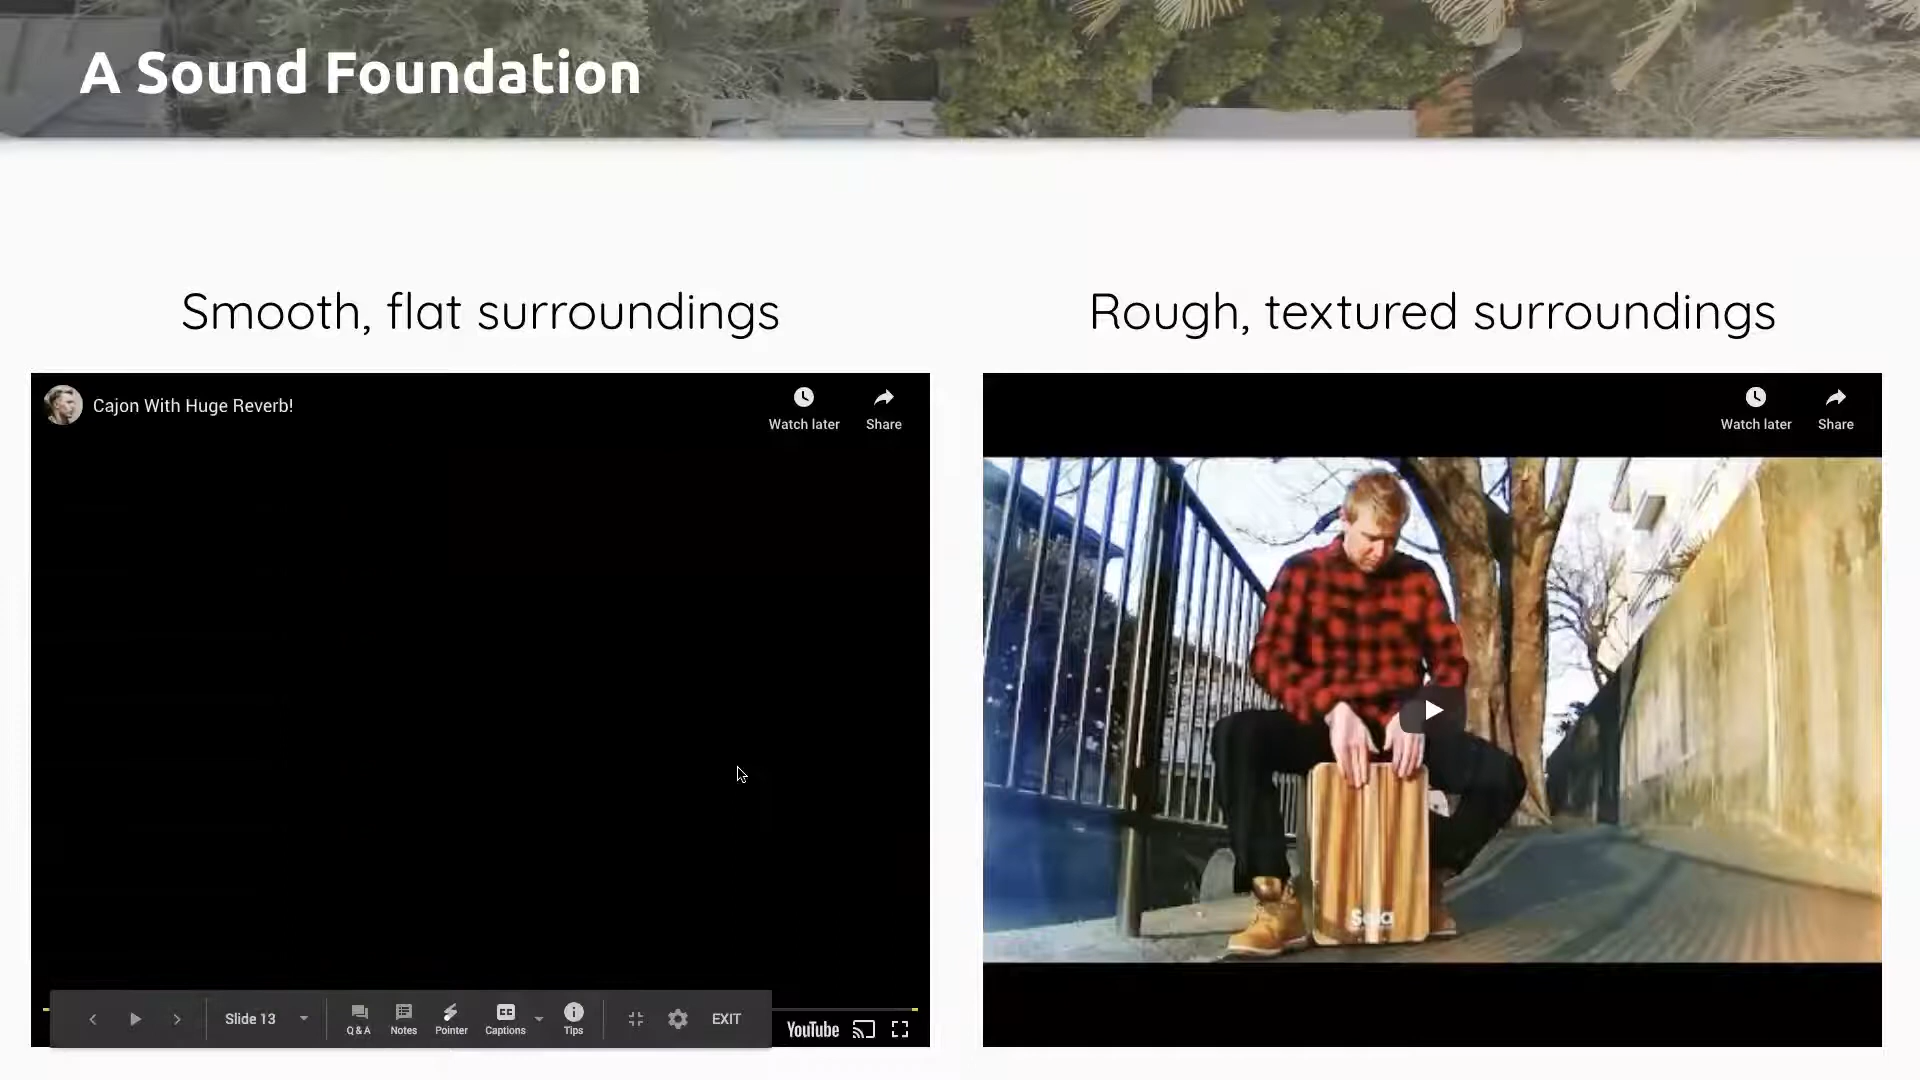 A Sound Foundation
Smooth, flat surroundings
Rough, textured surroundings
Cajon With Huge Reverb!
Watch later
Share
Watch later
Share
Slide 13
Q & A
Notes
Pointer
CC
Captions
Tips
EXIT
YouTube